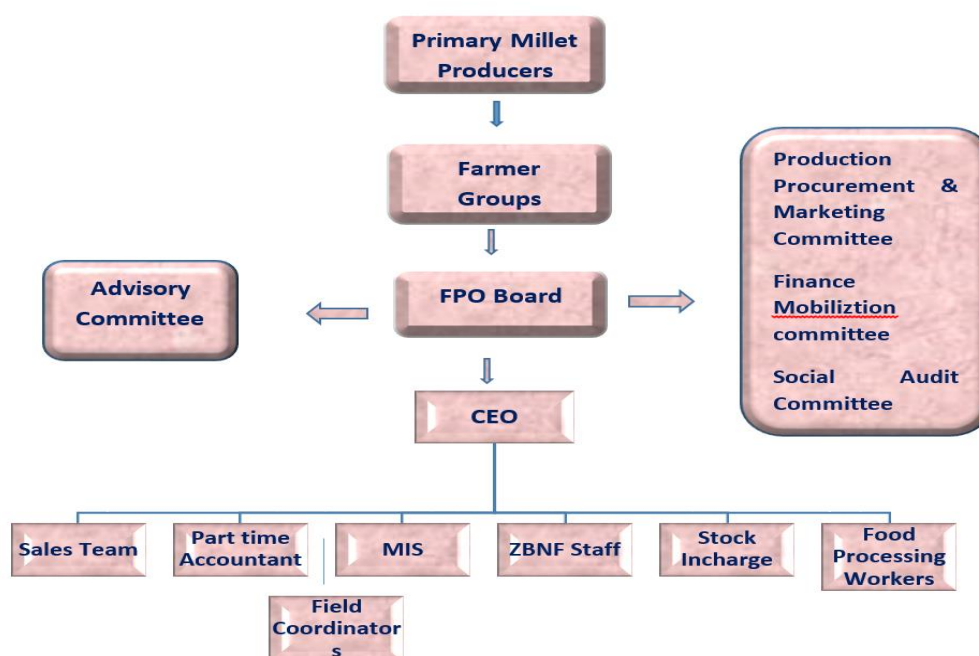 Primary Millet
Producers
Farmer
Groups
FPO Board
Advisory
Committee
Production
Procurement &
Marketing
Committee
Finance
Mobiliztion
committee
Social Audit
Committee
CEO
Sales Team
Part time
Accountant
MIS
ZBNF Staff
Stock
Incharge
Food
Processing
Workers
Field
Coordinator
s